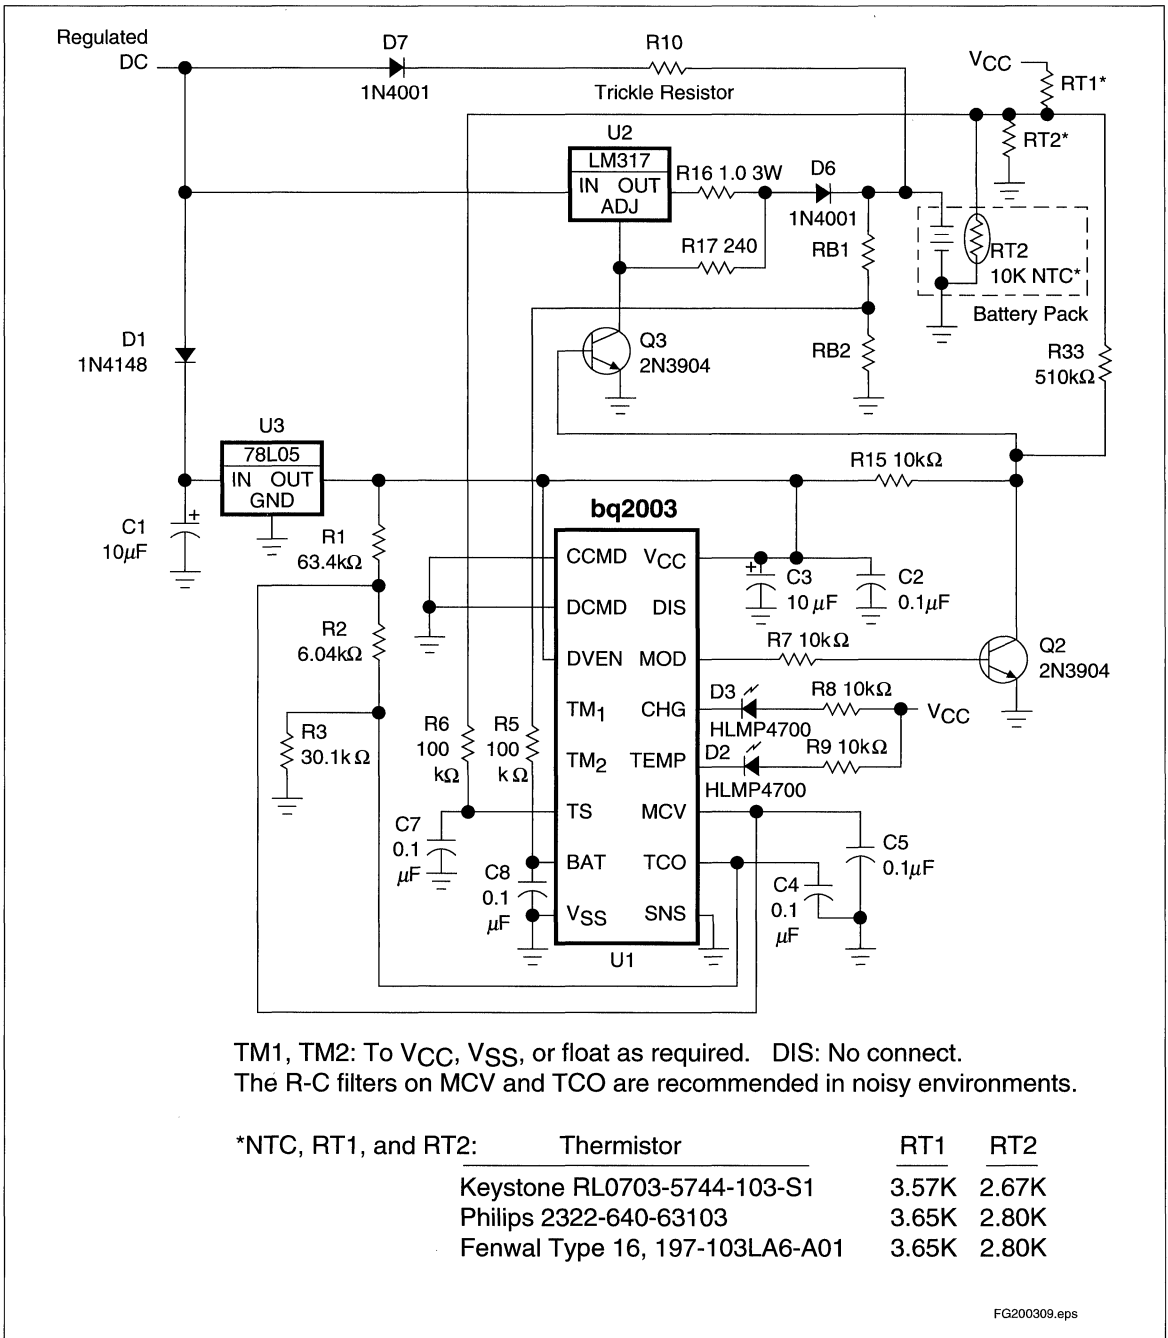 Regulated
DC
D7
1N4001
R10
Trickle Resistor
VCC
RT1*
RT2*
U2
LM317
IN OUT
ADJ
R16 1.0 3W
D6
1N4001
R17 240
RB1
RT2
10K NTC*
Battery Pack
D1
1N4148
Q3
2N3904
RB2
R33
510kΩ
U3
78L05
IN OUT
GND
R15 10kΩ
C1
+
10μF
R1
63.4kΩ
bq2003
CCMD VCC
DCMD DIS
DVEN MOD
TM1 CHG
TM2 TEMP
TS MCV
BAT TCO
VSS SNS
U1
+
C3
10 μF
C2
0.1μF
R2
6.04kΩ
R7 10kΩ
Q2
2N3904
D3
HLMP4700
R8 10kΩ
VCC
R3
30.1kΩ
R6
100
kΩ
R5
100
kΩ
D2
HLMP4700
R9 10kΩ
C7
0.1
μF
C8
0.1
μF
C5
0.1μF
C4
0.1
μF
TM1, TM2: To VCC, VSS, or float as required. DIS: No connect.
The R-C filters on MCV and TCO are recommended in noisy environments.
*NTC, RT1, and RT2: Thermistor RT1 RT2
Keystone RL0703-5744-103-S1 3.57K 2.67K
Philips 2322-640-63103 3.65K 2.80K
Fenwal Type 16, 197-103LA6-A01 3.65K 2.80K
FG200309.eps